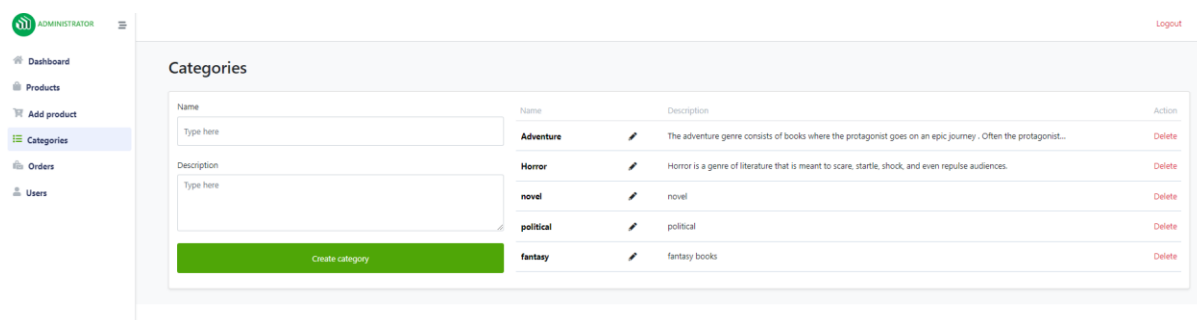 ADMINISTRATOR
Logout
Dashboard
Products
Add product
Categories
Orders
Users
Categories
Name
Type here
Description
Type here
Create category
Name Description Action
Adventure The adventure genre consists of books where the protagonist goes on an epic journey . Often the protagonist... Delete
Horror Horror is a genre of literature that is meant to scare, startle, shock, and even repulse audiences. Delete
novel novel Delete
political political Delete
fantasy fantasy books Delete